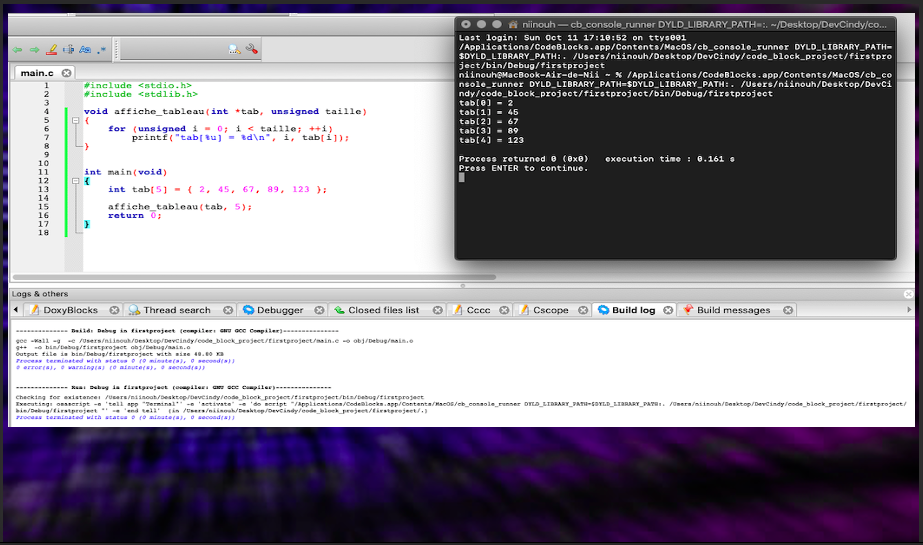 niinouh — cb_console_runner DYLD_LIBRARY_PATH=:. ~/Desktop/DevCindy/co...
Last login: Sun Oct 11 17:10:52 on ttys001
/Applications/CodeBlocks.app/Contents/MacOS/cb_console_runner DYLD_LIBRARY_PATH=
$DYLD_LIBRARY_PATH:. /Users/niinouh/Desktop/DevCindy/code_block_project/firstpro
ject/bin/Debug/firstproject
niinouh@MacBook-Air-de-Nii ~ % /Applications/CodeBlocks.app/Contents/MacOS/cb_co
nsole_runner DYLD_LIBRARY_PATH=$DYLD_LIBRARY_PATH:. /Users/niinouh/Desktop/DevCi
ndy/code_block_project/firstproject/bin/Debug/firstproject
tab[0] = 2
tab[1] = 45
tab[2] = 67
tab[3] = 89
tab[4] = 123
Process returned 0 (0x0)   execution time : 0.161 s
Press ENTER to continue.
Aa .*
main.c
1 #include <stdio.h>
2 #include <stdlib.h>
3
4 void affiche_tableau(int *tab, unsigned taille)
5 {
6     for (unsigned i = 0; i < taille; ++i)
7         printf("tab[%u] = %d\n", i, tab[i]);
8 }
9
10
11 int main(void)
12 {
13     int tab[5] = { 2, 45, 67, 89, 123 };
14
15     affiche_tableau(tab, 5);
16     return 0;
17 }
18
Logs & others
DoxyBlocks Thread search Debugger Closed files list Cccc Cscope Build log Build messages
-------------- Build: Debug in firstproject (compiler: GNU GCC Compiler)---------------
gcc -Wall -g  -c /Users/niinouh/Desktop/DevCindy/code_block_project/firstproject/main.c -o obj/Debug/main.o
g++  -o bin/Debug/firstproject obj/Debug/main.o
Output file is bin/Debug/firstproject with size 48.80 KB
Process terminated with status 0 (0 minute(s), 0 second(s))
0 error(s), 0 warning(s) (0 minute(s), 0 second(s))
-------------- Run: Debug in firstproject (compiler: GNU GCC Compiler)---------------
Checking for existence: /Users/niinouh/Desktop/DevCindy/code_block_project/firstproject/bin/Debug/firstproject
Executing: osascript -e 'tell app "Terminal"' -e 'activate' -e 'do script "/Applications/CodeBlocks.app/Contents/MacOS/cb_console_runner DYLD_LIBRARY_PATH=$DYLD_LIBRARY_PATH:. /Users/niinouh/Desktop/DevCindy/code_block_project/firstproject/
bin/Debug/firstproject "' -e 'end tell'  (in /Users/niinouh/Desktop/DevCindy/code_block_project/firstproject/.)
Process terminated with status 0 (0 minute(s), 0 second(s))